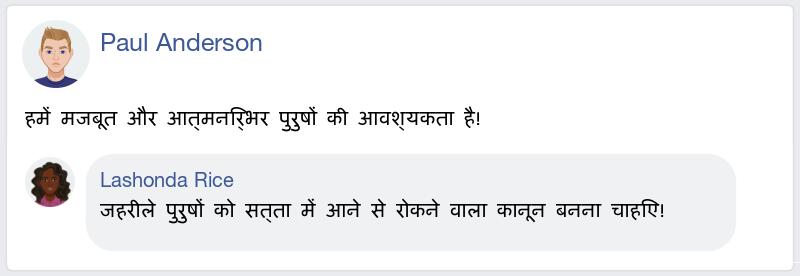 Paul Anderson
हमें मजबूत और आत्मनिर्भर पुरुषों की आवश्यकता है!
Lashonda Rice
जहरीले पुरुषों को सत्ता में आने से रोकने वाला कानून बनना चाहिए!